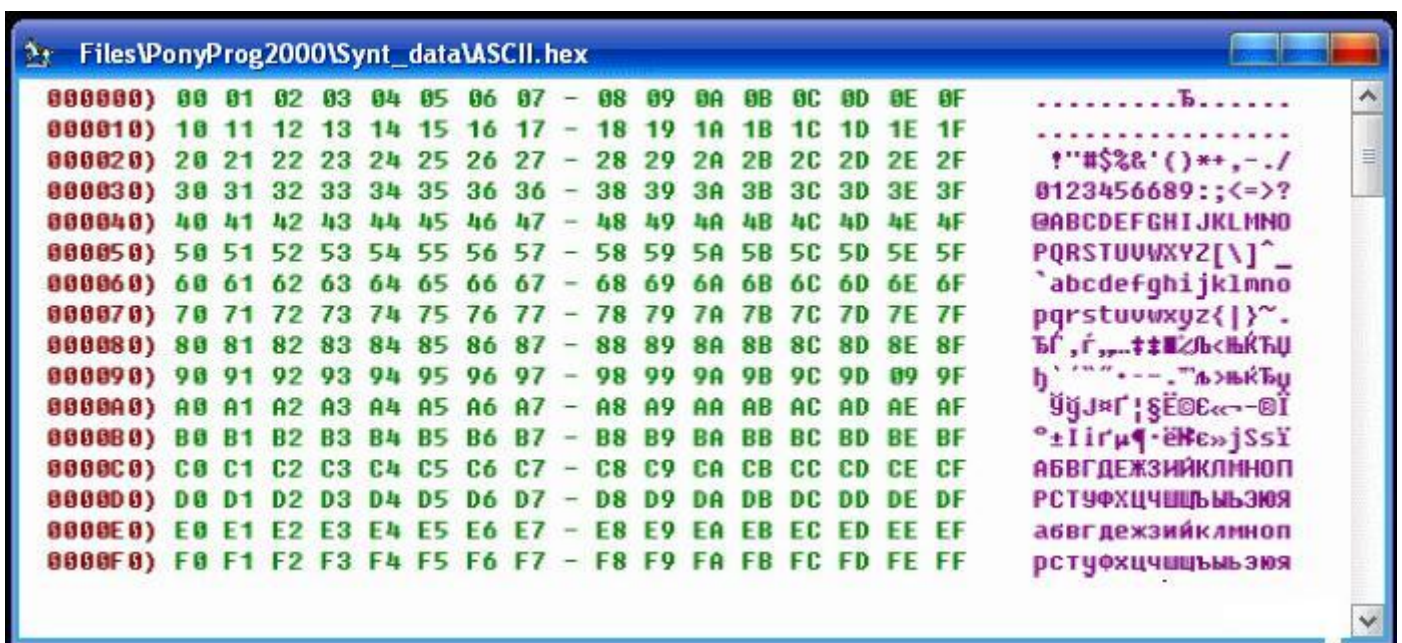 Files\PonyProg2000\Synt_data\ASCII.hex
000000) 00 01 02 03 04 05 06 07 - 08 09 0A 0B 0C 0D 0E 0F .........Ђ......
000010) 10 11 12 13 14 15 16 17 - 18 19 1A 1B 1C 1D 1E 1F ................
000020) 20 21 22 23 24 25 26 27 - 28 29 2A 2B 2C 2D 2E 2F !"#$%&'()*+,-./
000030) 30 31 32 33 34 35 36 36 - 38 39 3A 3B 3C 3D 3E 3F 0123456689:;<=>?
000040) 40 41 42 43 44 45 46 47 - 48 49 4A 4B 4C 4D 4E 4F @ABCDEFGHIJKLMNO
000050) 50 51 52 53 54 55 56 57 - 58 59 5A 5B 5C 5D 5E 5F PQRSTUVWXYZ[\]^_
000060) 60 61 62 63 64 65 66 67 - 68 69 6A 6B 6C 6D 6E 6F `abcdefghijklmno
000070) 70 71 72 73 74 75 76 77 - 78 79 7A 7B 7C 7D 7E 7F pqrstuvwxyz{|}~.
000080) 80 81 82 83 84 85 86 87 - 88 89 8A 8B 8C 8D 8E 8F
000090) 90 91 92 93 94 95 96 97 - 98 99 9A 9B 9C 9D 09 9F
0000A0) A0 A1 A2 A3 A4 A5 A6 A7 - A8 A9 AA AB AC AD AE AF ЎўJ¤Ґ¦§Ё©Є«¬-®Ї
0000B0) B0 B1 B2 B3 B4 B5 B6 B7 - B8 B9 BA BB BC BD BE BF °±Iiґµ¶·ё№є»jSsї
0000C0) C0 C1 C2 C3 C4 C5 C6 C7 - C8 C9 CA CB CC CD CE CF АБВГДЕЖЗИЙКЛМНОП
0000D0) D0 D1 D2 D3 D4 D5 D6 D7 - D8 D9 DA DB DC DD DE DF РСТУФХЦЧШЩЪЫЬЭЮЯ
0000E0) E0 E1 E2 E3 E4 E5 E6 E7 - E8 E9 EA EB EC ED EE EF абвгдежзийклмноп
0000F0) F0 F1 F2 F3 F4 F5 F6 F7 - F8 F9 FA FB FC FD FE FF рстуфхцчшщъыьэюя